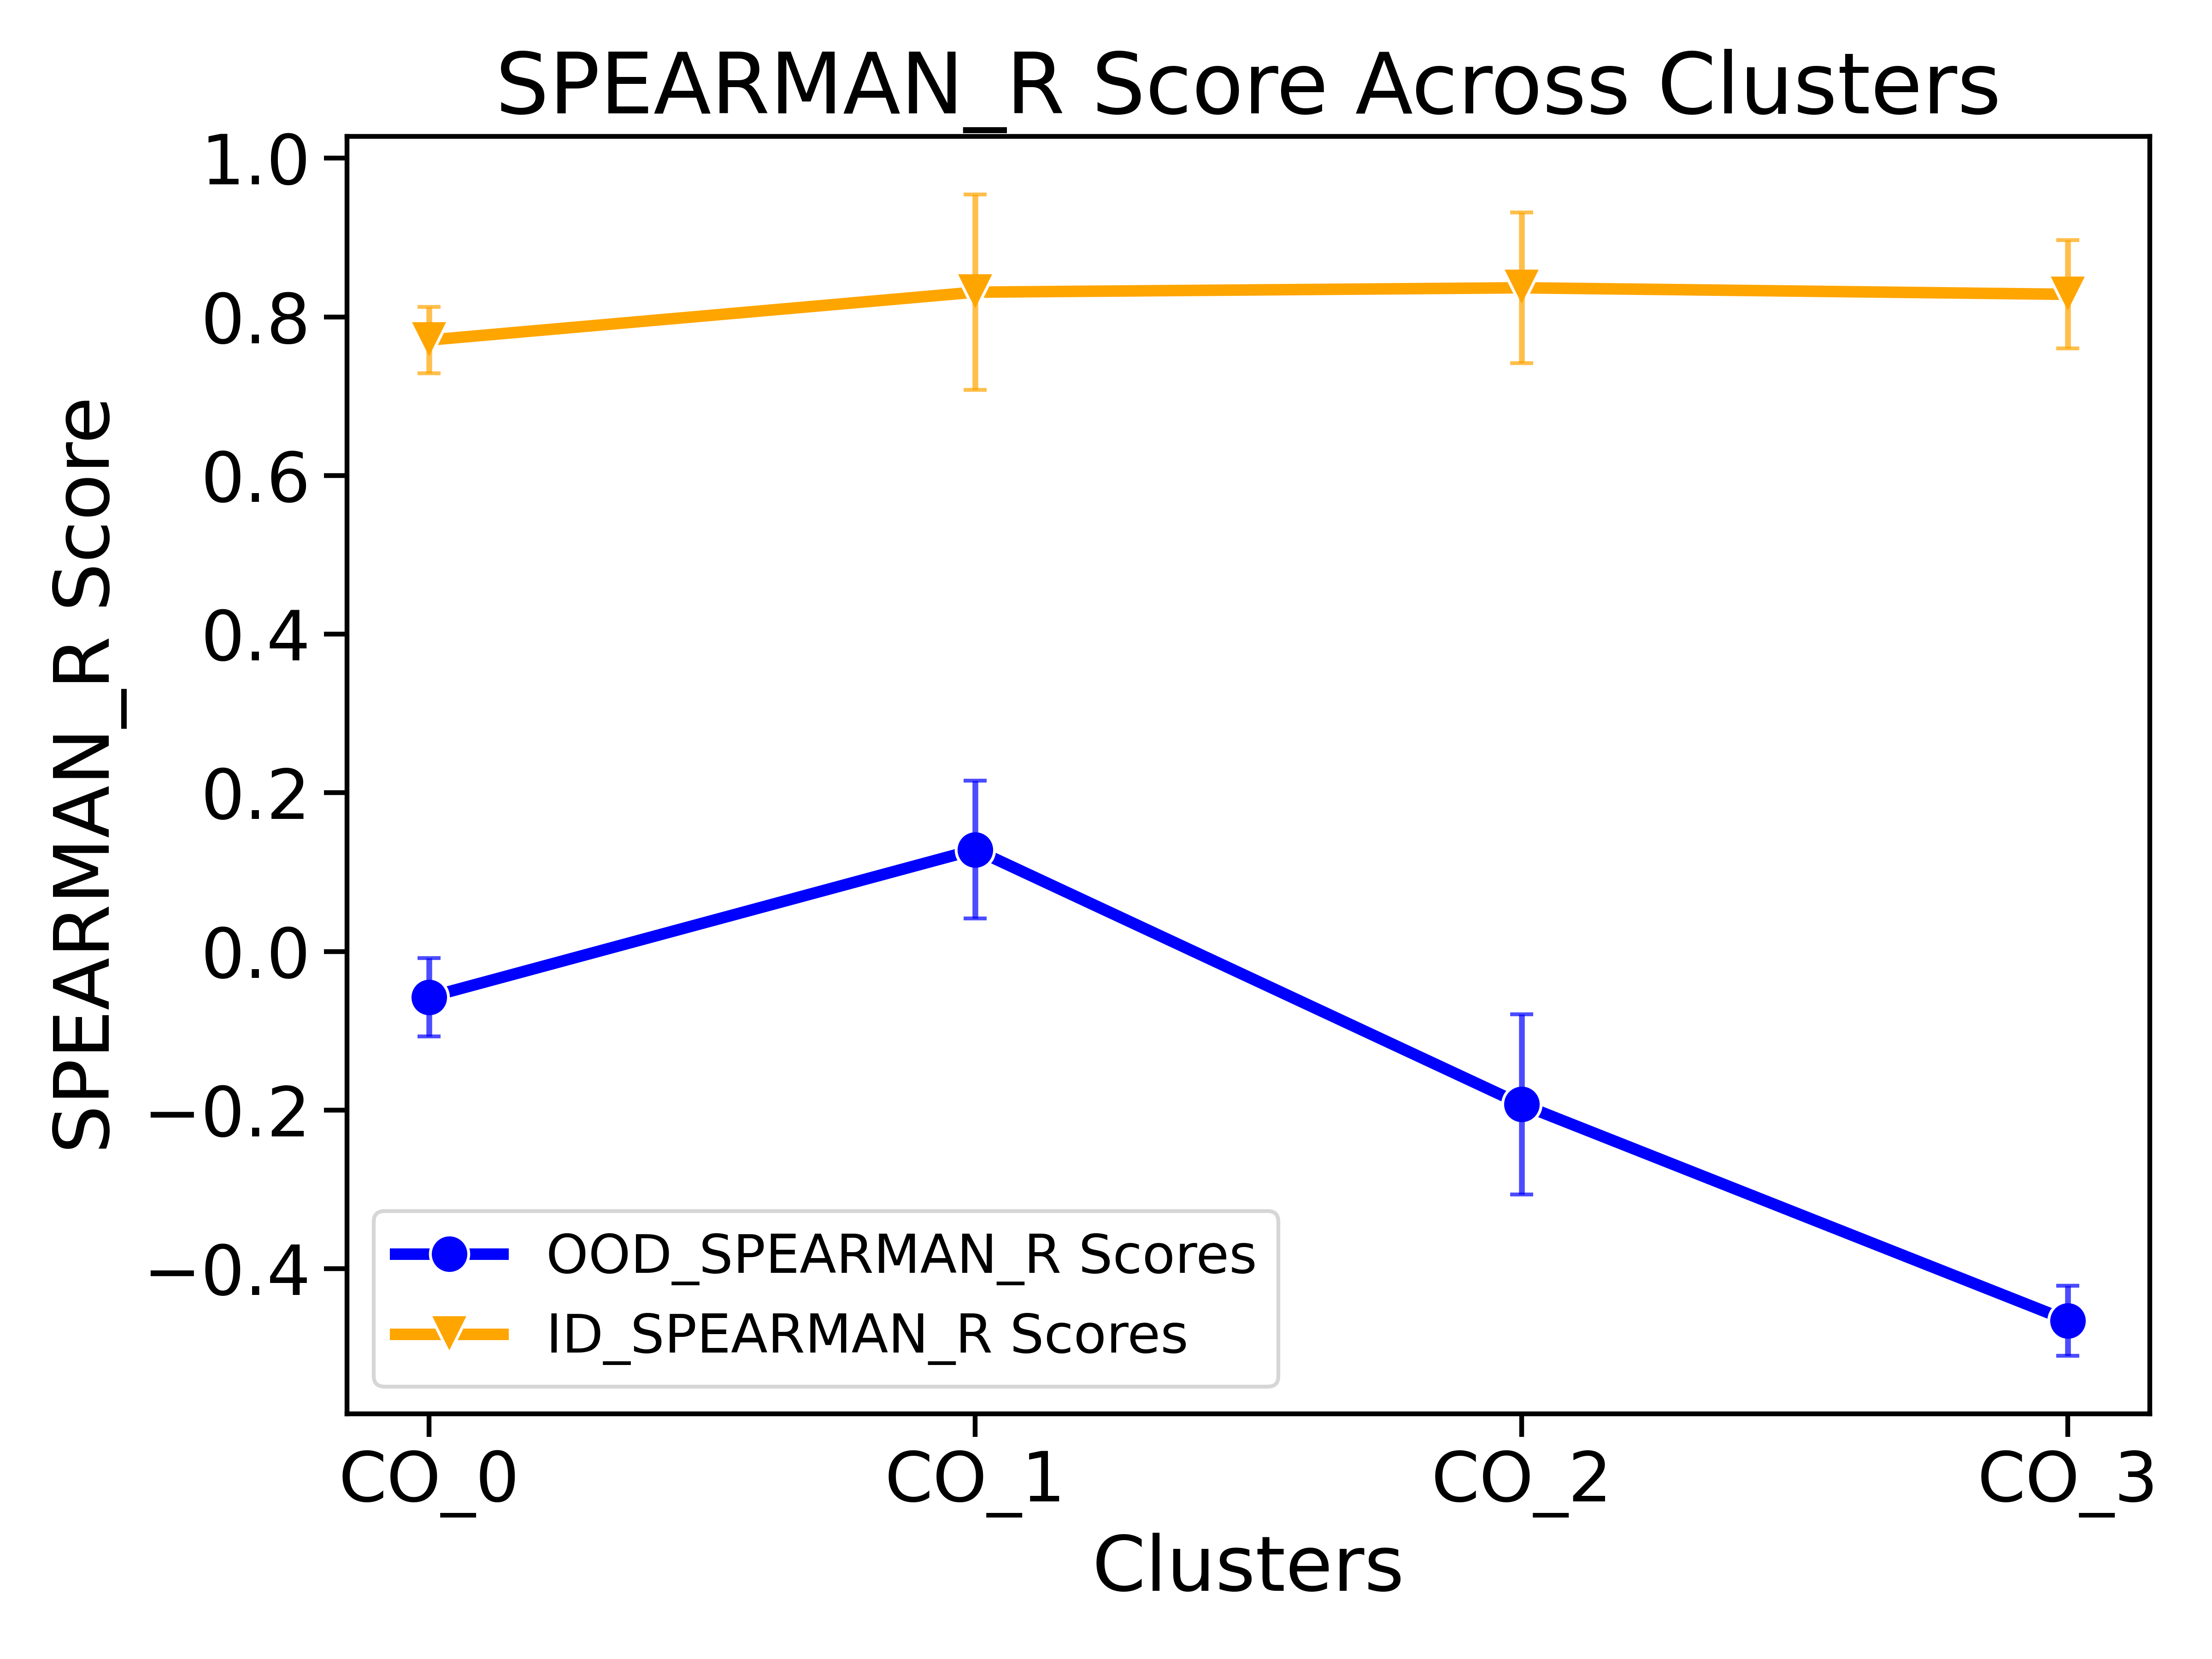 SPEARMAN_R Score Across Clusters
SPEARMAN_R Score
1.0
0.8
0.6
0.4
0.2
0.0
−0.2
−0.4
OOD_SPEARMAN_R Scores
ID_SPEARMAN_R Scores
CO_0 CO_1 CO_2 CO_3
Clusters